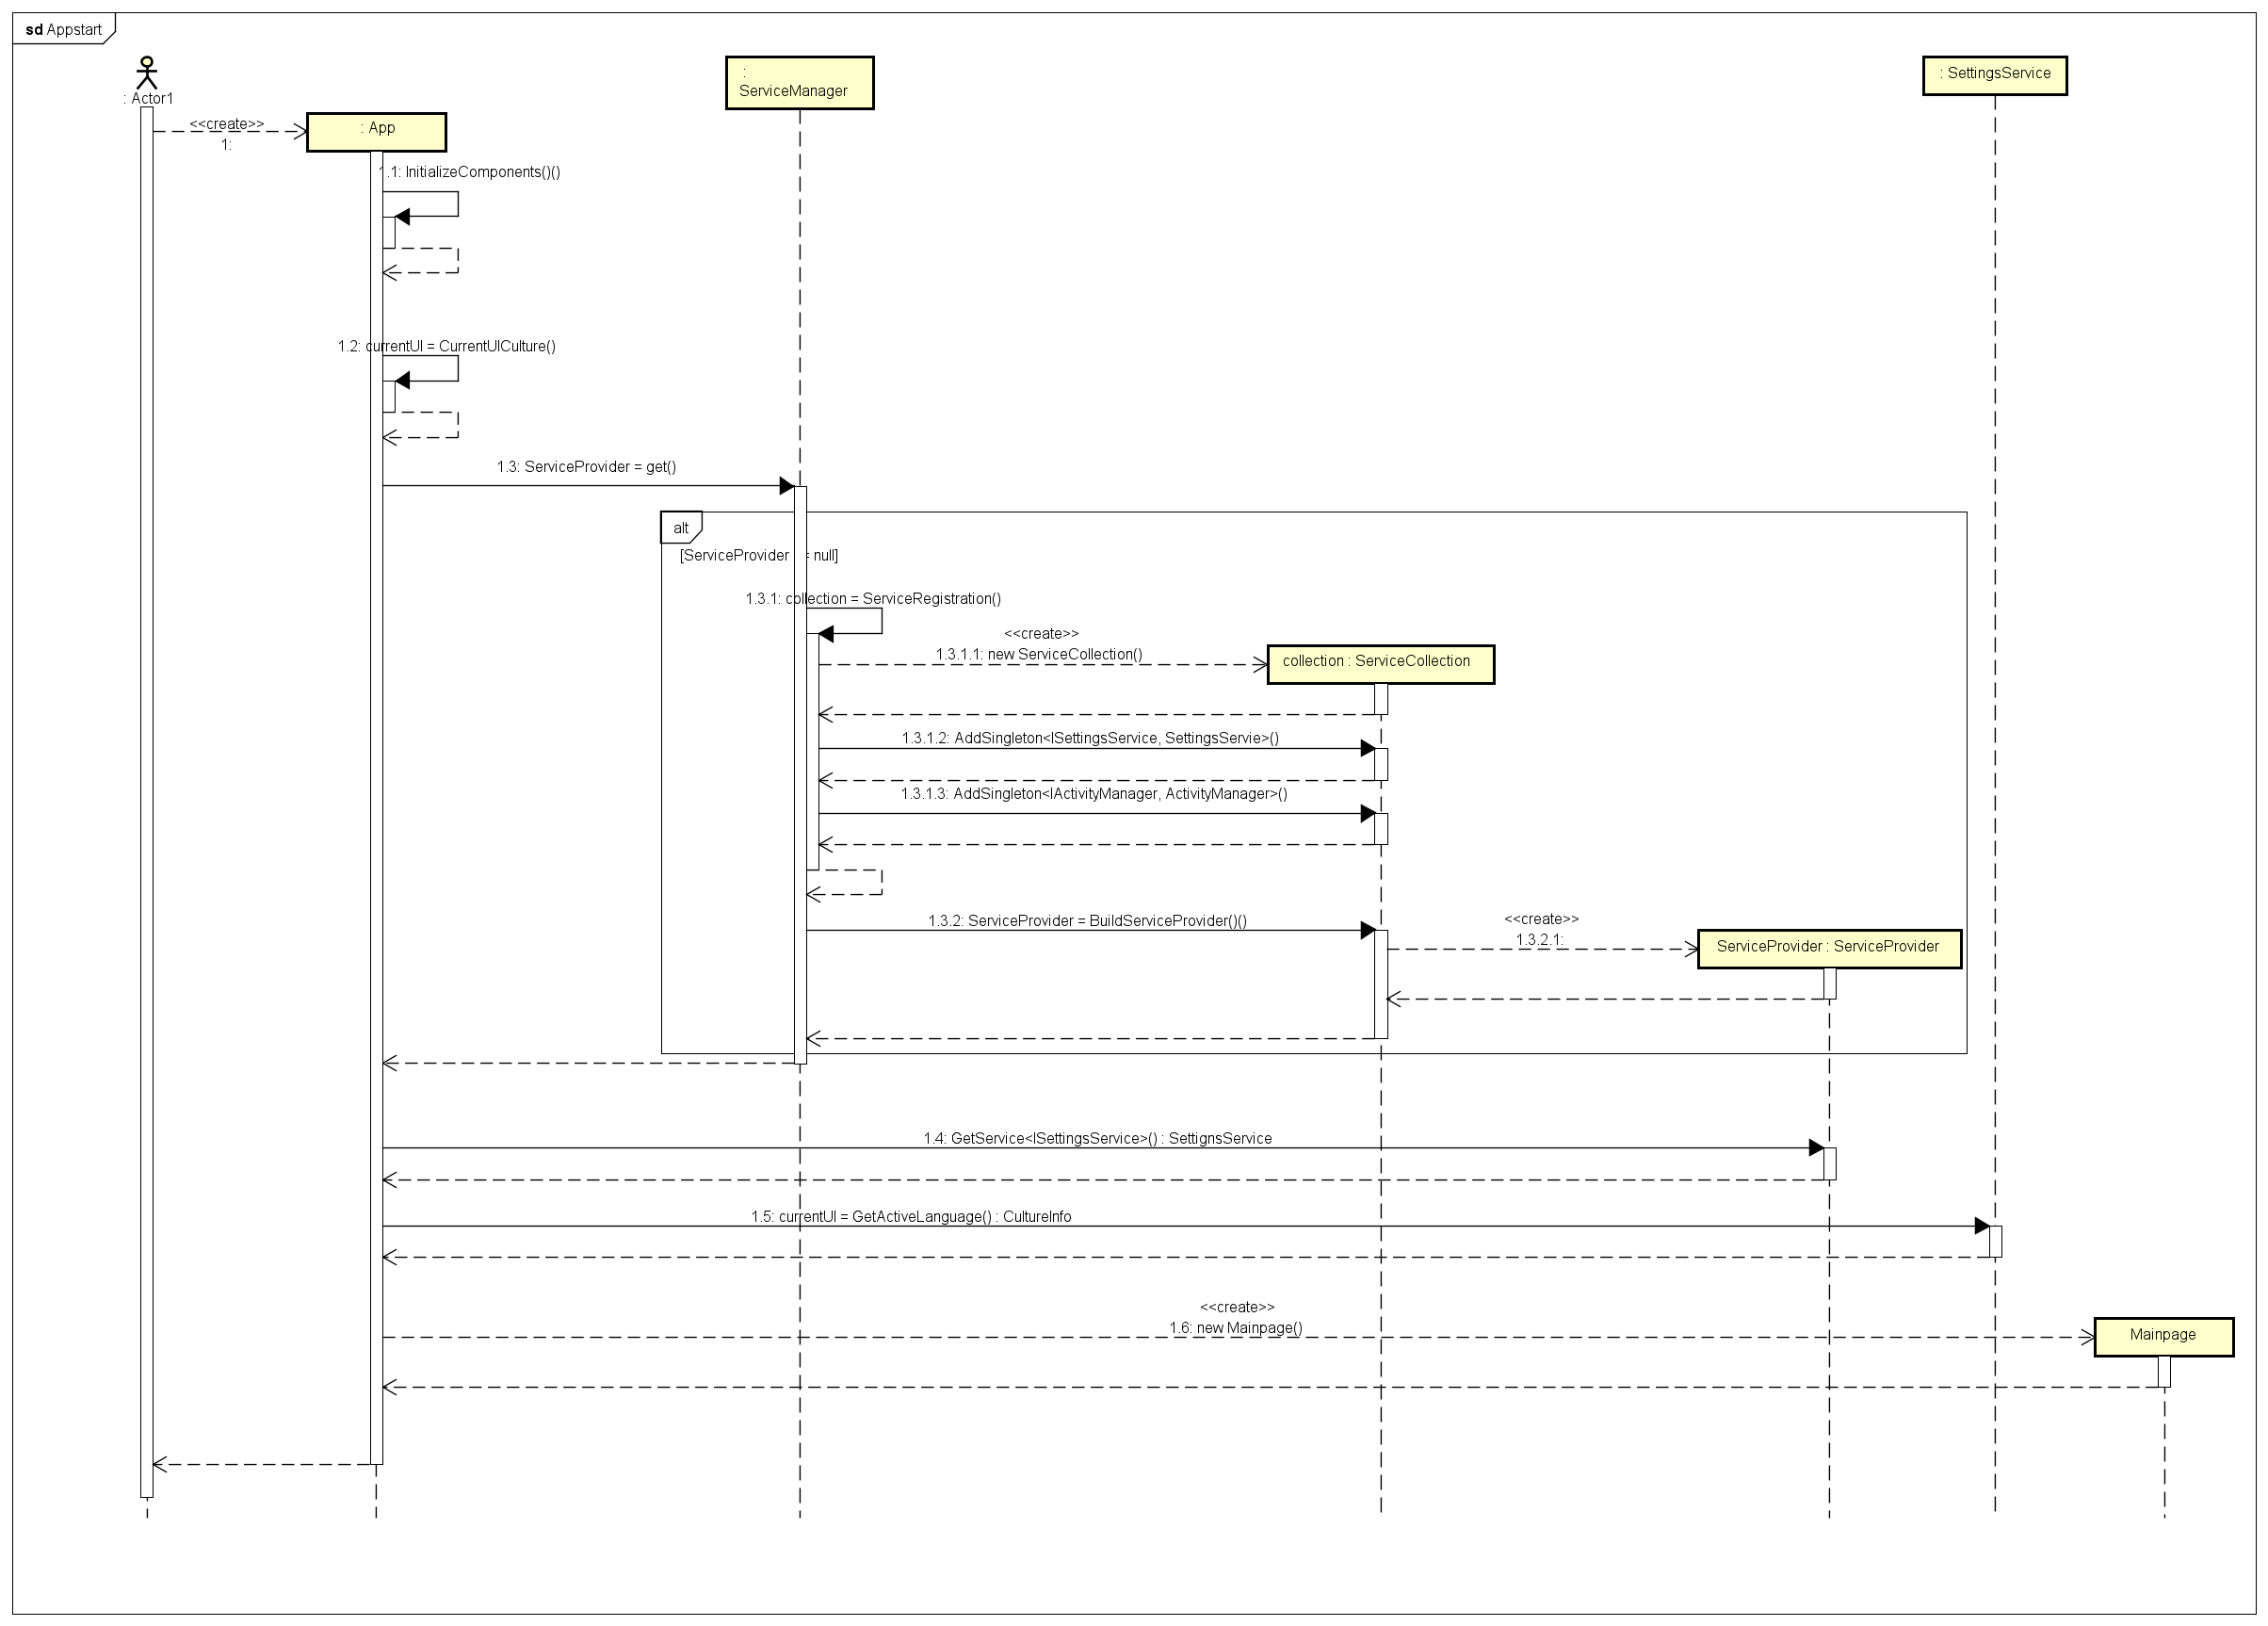 sd Appstart
: Actor1
:
ServiceManager
: SettingsService
<<create>>
1:
: App
1.1: InitializeComponents()()
1.2: currentUI = CurrentUICulture()
1.3: ServiceProvider = get()
alt
[ServiceProvider = null]
1.3.1: collection = ServiceRegistration()
<<create>>
1.3.1.1: new ServiceCollection()
collection : ServiceCollection
1.3.1.2: AddSingleton<ISettingsService, SettingsServie>()
1.3.1.3: AddSingleton<IActivityManager, ActivityManager>()
1.3.2: ServiceProvider = BuildServiceProvider()()
<<create>>
1.3.2.1:
ServiceProvider : ServiceProvider
1.4: GetService<ISettingsService>() : SettignsService
1.5: currentUI = GetActiveLanguage() : CultureInfo
<<create>>
1.6: new Mainpage()
Mainpage